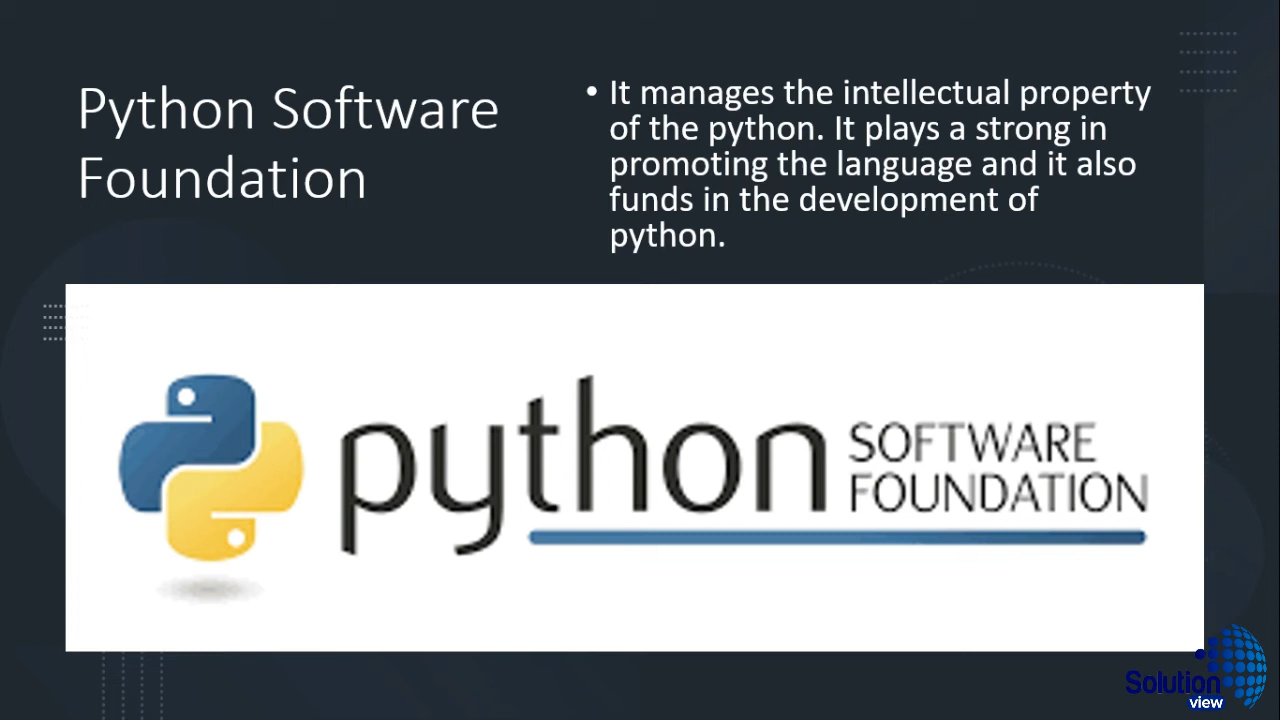 Python Software
Foundation
• It manages the intellectual property
of the python. It plays a strong in
promoting the language and it also
funds in the development of
python.
python SOFTWARE
FOUNDATION
Solution
view